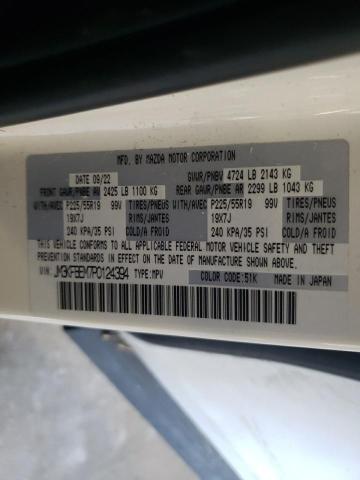 MFD. BY MAZDA MOTOR CORPORATION
DATE 09/22 GVWR/PNBV 4724 LB 2143 KG
FRONT GAWR/PNBE AR 2425 LB 1100 KG REAR GAWR/PNBE AR 2299 LB 1043 KG
WITH/AVEC P225/55R19 99V TIRES/PNEUS WITH/AVEC P225/55R19 99V TIRES/PNEUS
19X7J RIMS/JANTES 19X7J RIMS/JANTES
240 KPA/35 PSI COLD/A FROID 240 KPA/35 PSI COLD/A FROID
THIS VEHICLE CONFORMS TO ALL APPLICABLE FEDERAL MOTOR VEHICLE SAFETY, BUMPER, AND THEFT PREVENTION
STANDARDS IN EFFECT ON THE DATE OF MANUFACTURE SHOWN ABOVE.
VIN: JM3KFBEM7P0124394 TYPE:MPV COLOR CODE:51K
MADE IN JAPAN